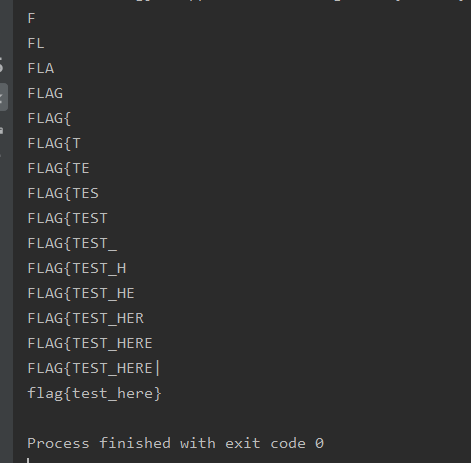 F
FL
FLA
FLAG
FLAG{
FLAG{T
FLAG{TE
FLAG{TES
FLAG{TEST
FLAG{TEST_
FLAG{TEST_H
FLAG{TEST_HE
FLAG{TEST_HER
FLAG{TEST_HERE
FLAG{TEST_HERE|
flag{test_here}
Process finished with exit code 0